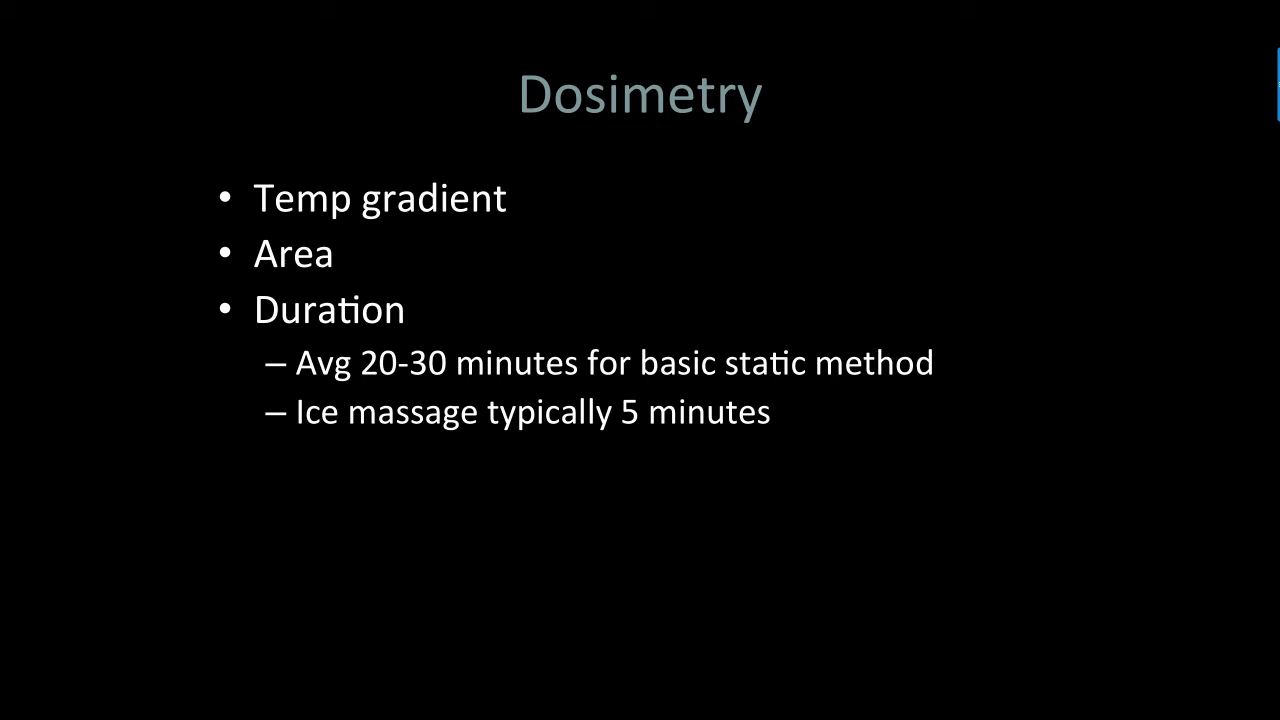 Dosimetry
• Temp gradient
• Area
• Duration
– Avg 20-30 minutes for basic static method
– Ice massage typically 5 minutes